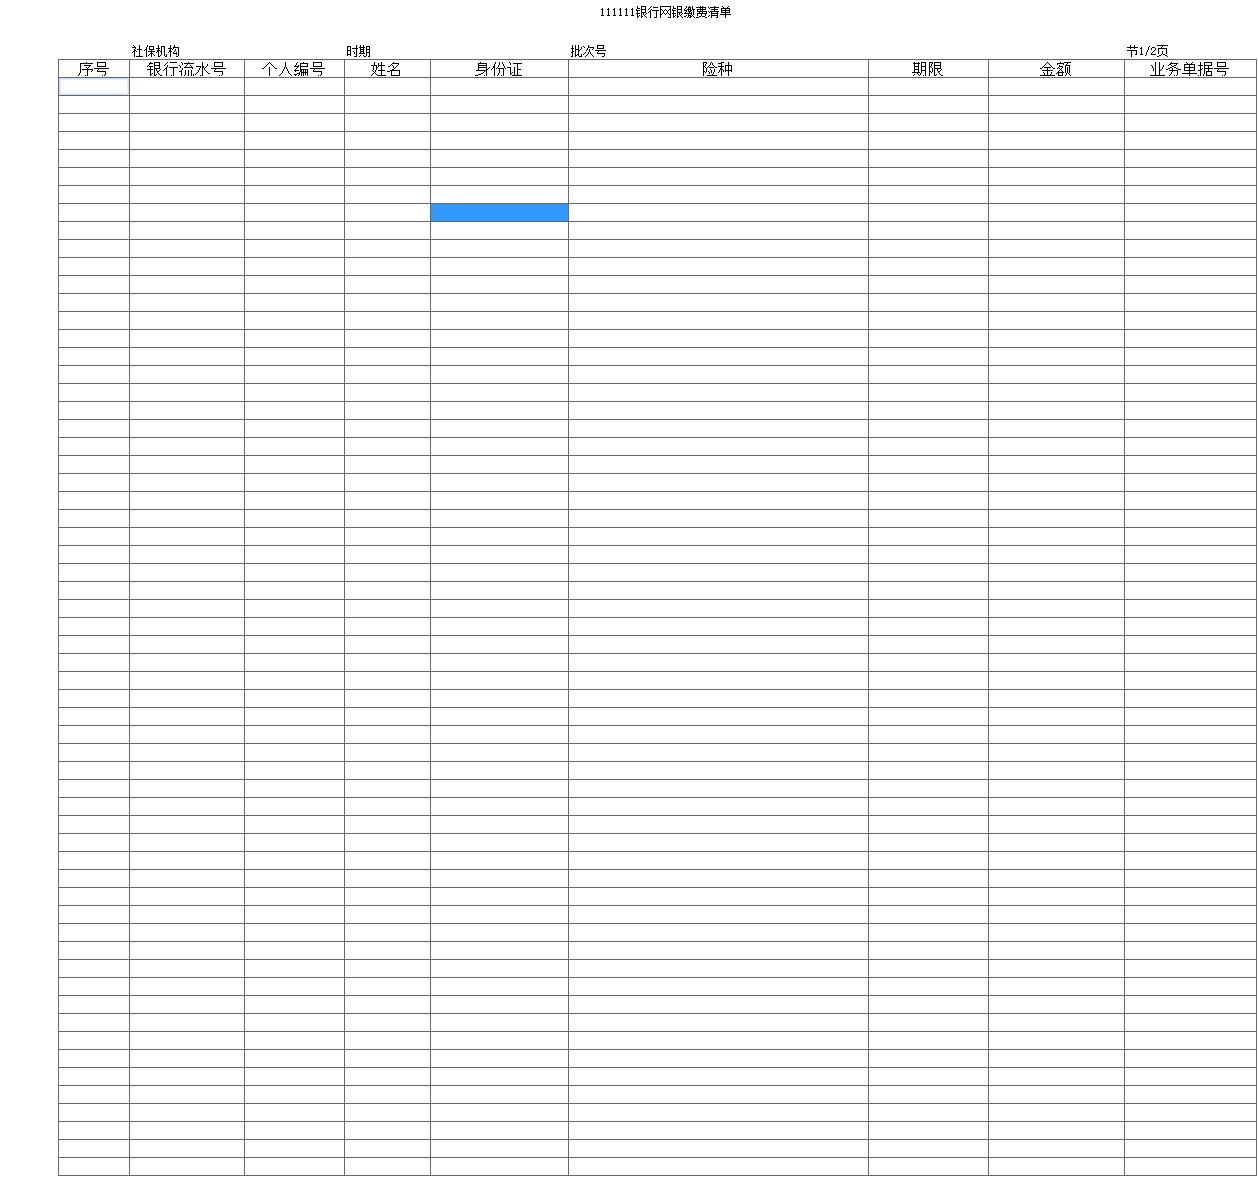 111111银行网银缴费清单
社保机构 时期 批次号 节1/2页
序号 银行流水号 个人编号 姓名 身份证 险种 期限 金额 业务单据号